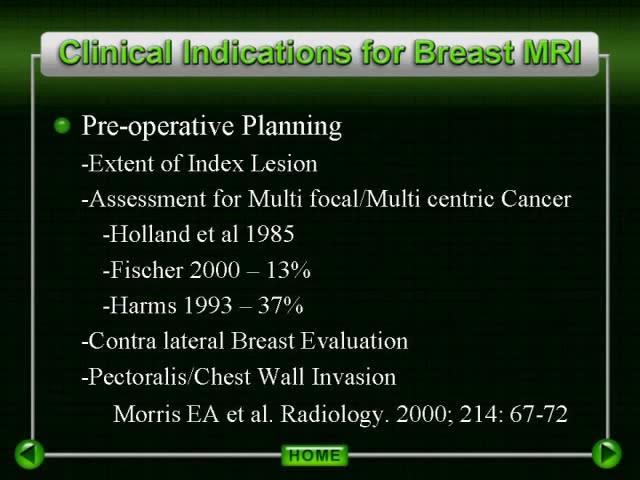 Clinical Indications for Breast MRI
Pre-operative Planning
-Extent of Index Lesion
-Assessment for Multi focal/Multi centric Cancer
-Holland et al 1985
-Fischer 2000 – 13%
-Harms 1993 – 37%
-Contra lateral Breast Evaluation
-Pectoralis/Chest Wall Invasion
Morris EA et al. Radiology. 2000; 214: 67-72
HOME